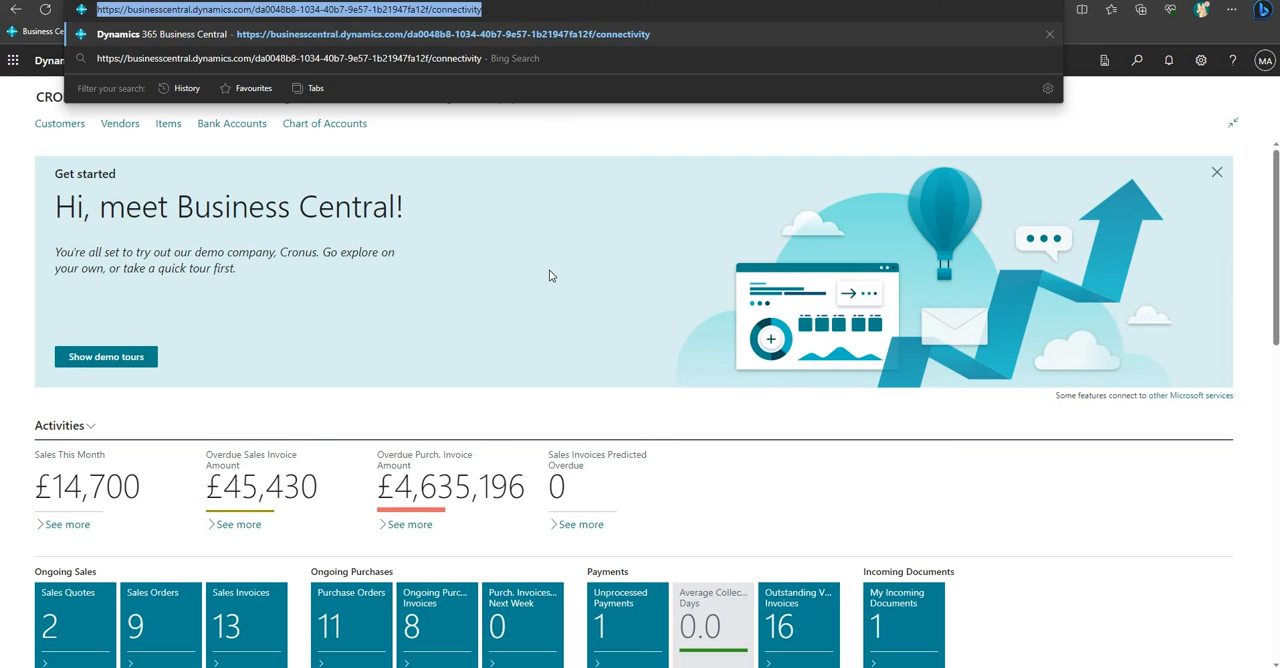 https://businesscentral.dynamics.com/da0048b8-1034-40b7-9e57-1b21947fa12f/connectivity
Business Ce
Dynamics 365 Business Central - https://businesscentral.dynamics.com/da0048b8-1034-40b7-9e57-1b21947fa12f/connectivity
https://businesscentral.dynamics.com/da0048b8-1034-40b7-9e57-1b21947fa12f/connectivity - Bing Search
Dynam
MA
Filter your search: History Favourites Tabs
CRO
Customers Vendors Items Bank Accounts Chart of Accounts
Get started
Hi, meet Business Central!
You're all set to try out our demo company, Cronus. Go explore on
your own, or take a quick tour first.
Show demo tours
Some features connect to other Microsoft services
Activities
Sales This Month
£14,700
See more
Overdue Sales Invoice
Amount
£45,430
See more
Overdue Purch. Invoice
Amount
£4,635,196
See more
Sales Invoices Predicted
Overdue
0
See more
Ongoing Sales
Sales Quotes
2
Sales Orders
9
Sales Invoices
13
Ongoing Purchases
Purchase Orders
11
Ongoing Purc...
Invoices
8
Purch. Invoices...
Next Week
0
Payments
Unprocessed
Payments
1
Average Collec...
Days
0.0
Outstanding V...
Invoices
16
Incoming Documents
My Incoming
Documents
1